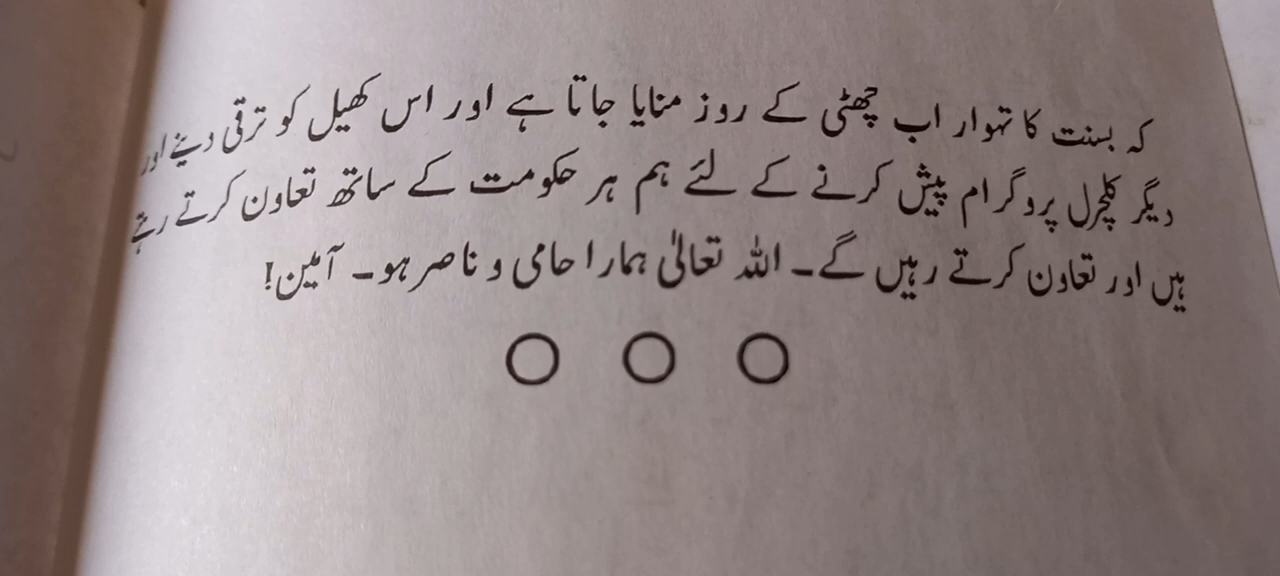 کہ بسنت کا تہوار اب چھٹی کے روز منایا جاتا ہے اور اس کھیل کو ترقی دینے اور
دیگر کلچرل پروگرام پیش کرنے کے لئے ہم ہر حکومت کے ساتھ تعاون کرتے رہے
ہیں اور تعاون کرتے رہیں گے۔ اللہ تعالیٰ ہمارا حامی و ناصر ہو۔ آمین!